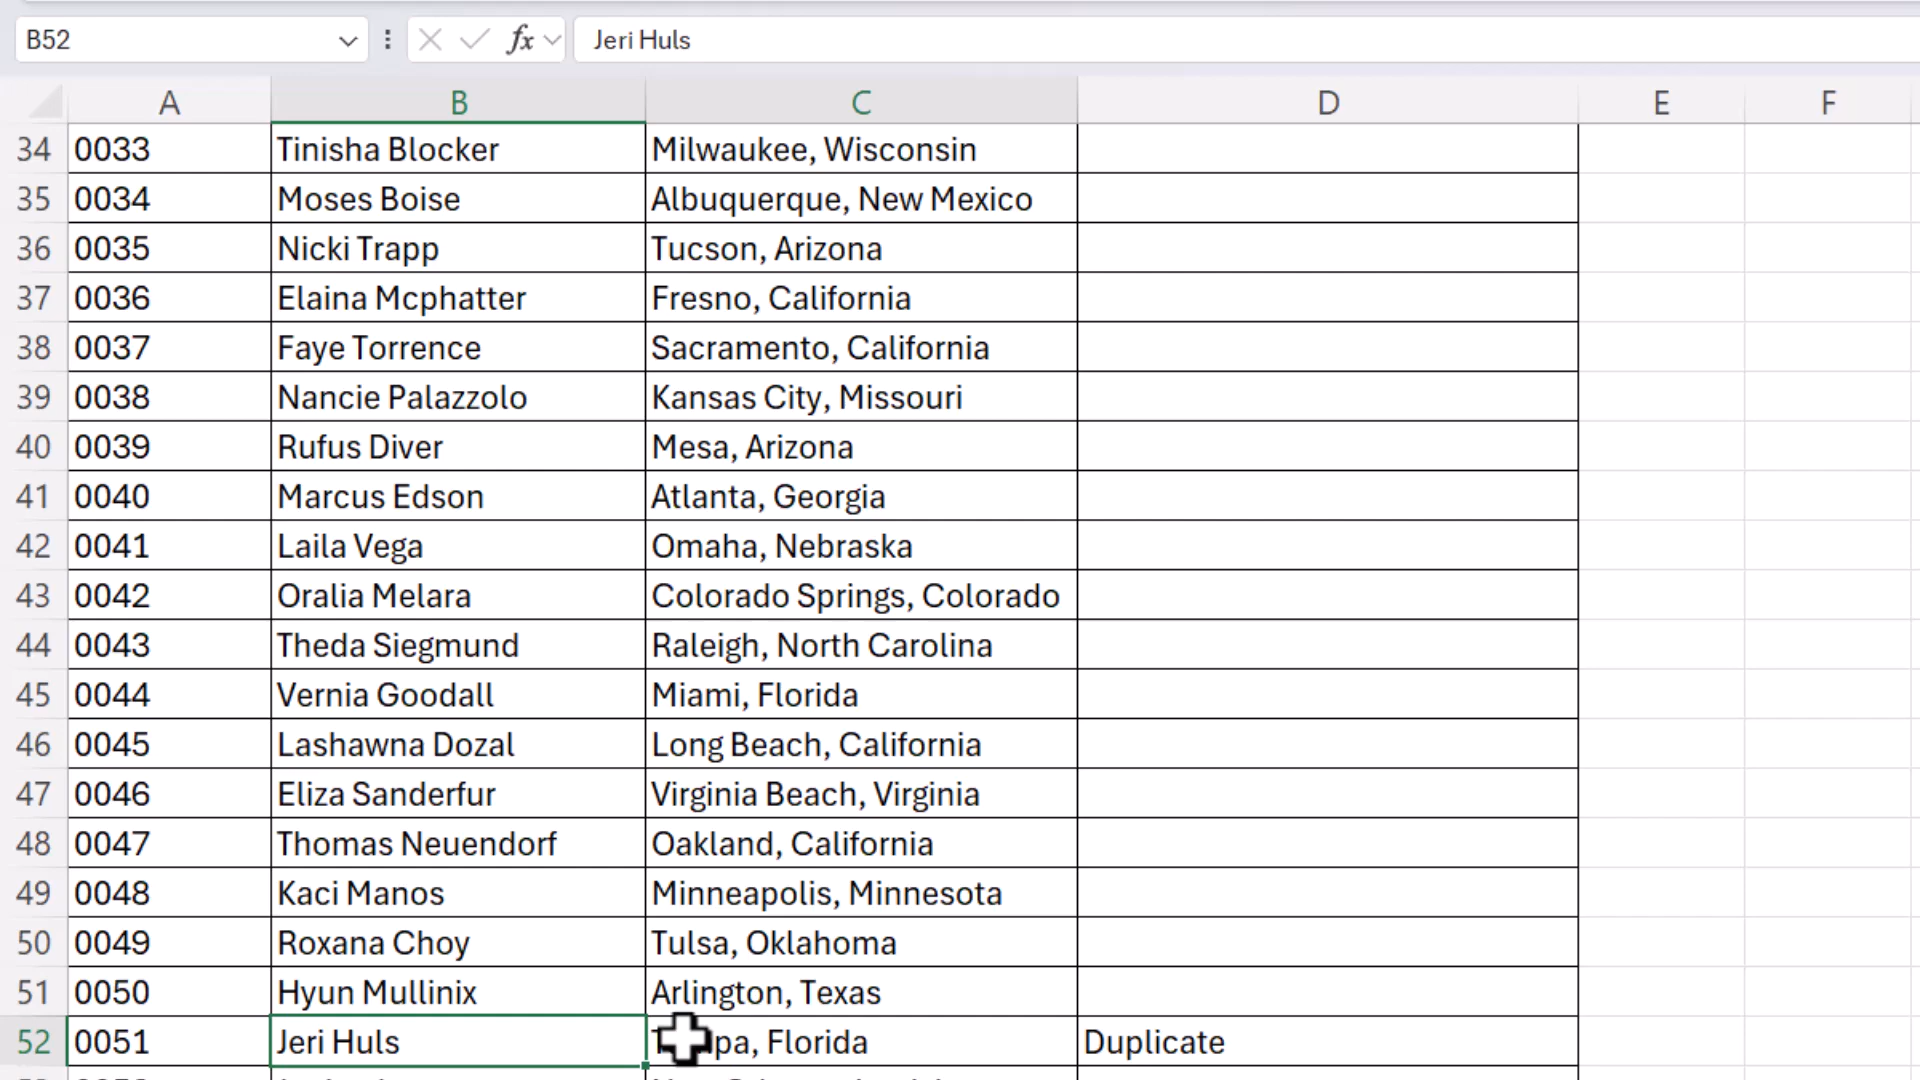 B52 fx Jeri Huls
A B C D E F
34 0033 Tinisha Blocker Milwaukee, Wisconsin
35 0034 Moses Boise Albuquerque, New Mexico
36 0035 Nicki Trapp Tucson, Arizona
37 0036 Elaina Mcphatter Fresno, California
38 0037 Faye Torrence Sacramento, California
39 0038 Nancie Palazzolo Kansas City, Missouri
40 0039 Rufus Diver Mesa, Arizona
41 0040 Marcus Edson Atlanta, Georgia
42 0041 Laila Vega Omaha, Nebraska
43 0042 Oralia Melara Colorado Springs, Colorado
44 0043 Theda Siegmund Raleigh, North Carolina
45 0044 Vernia Goodall Miami, Florida
46 0045 Lashawna Dozal Long Beach, California
47 0046 Eliza Sanderfur Virginia Beach, Virginia
48 0047 Thomas Neuendorf Oakland, California
49 0048 Kaci Manos Minneapolis, Minnesota
50 0049 Roxana Choy Tulsa, Oklahoma
51 0050 Hyun Mullinix Arlington, Texas
52 0051 Jeri Huls Florida Duplicate